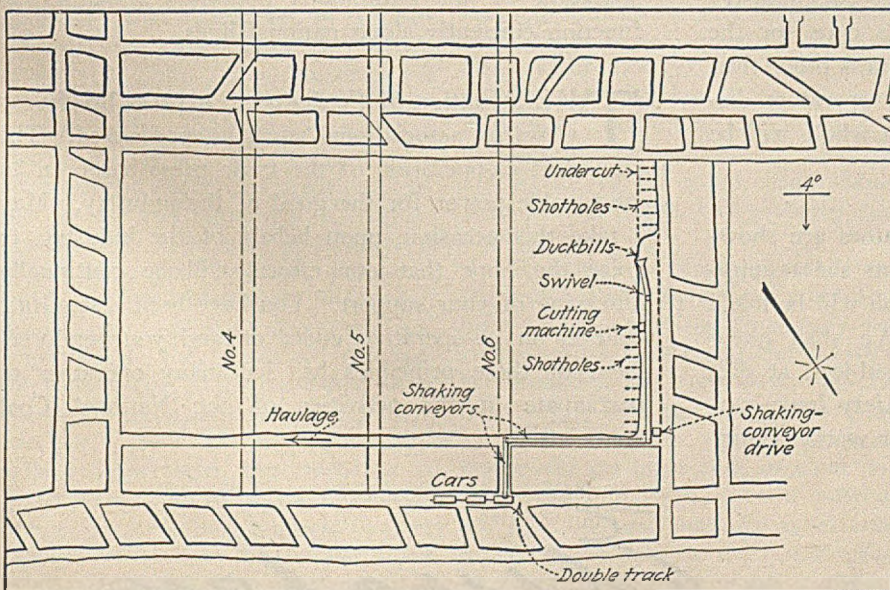 Undercut
Shotholes
4°
Duckbills
Swivel
Cutting
machine
Shotholes
No.4
No.5
No.6
Shaking
conveyors
Haulage
Shaking-
conveyor
drive
Cars
Double track